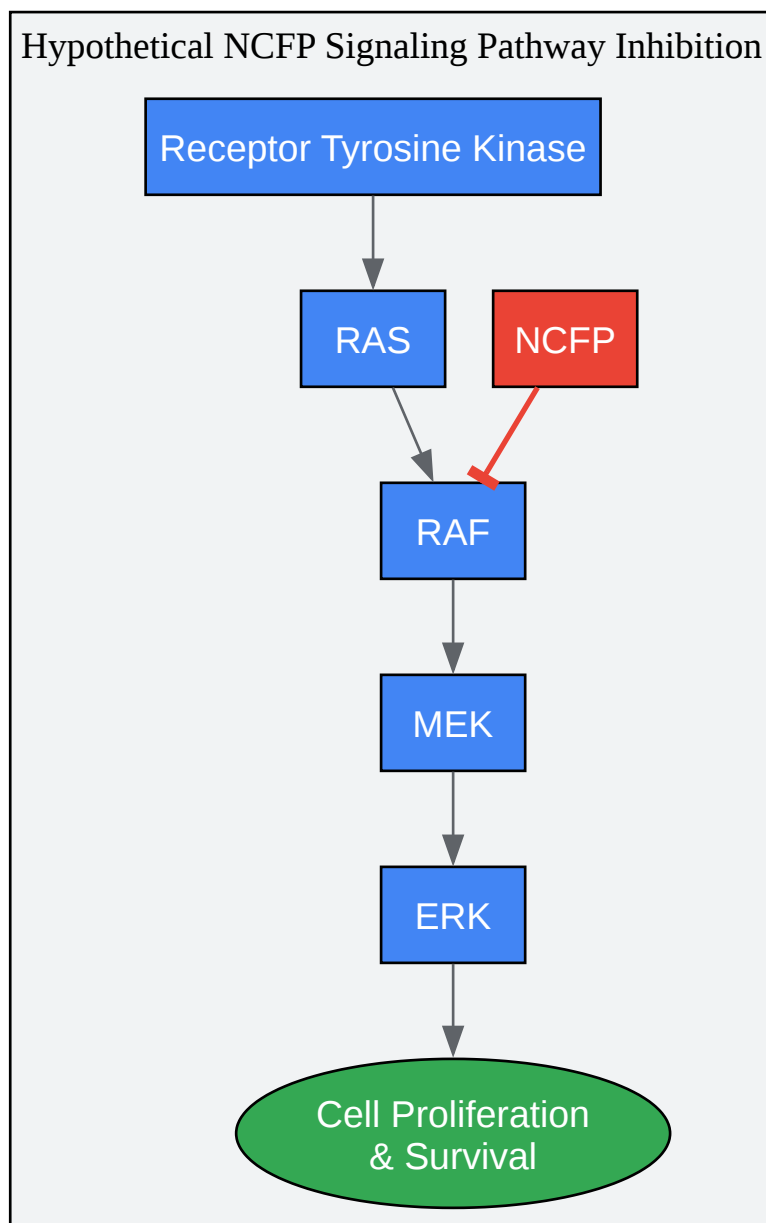 Hypothetical NCFP Signaling Pathway Inhibition
Receptor Tyrosine Kinase
RAS
NCFP
RAF
MEK
ERK
Cell Proliferation
& Survival